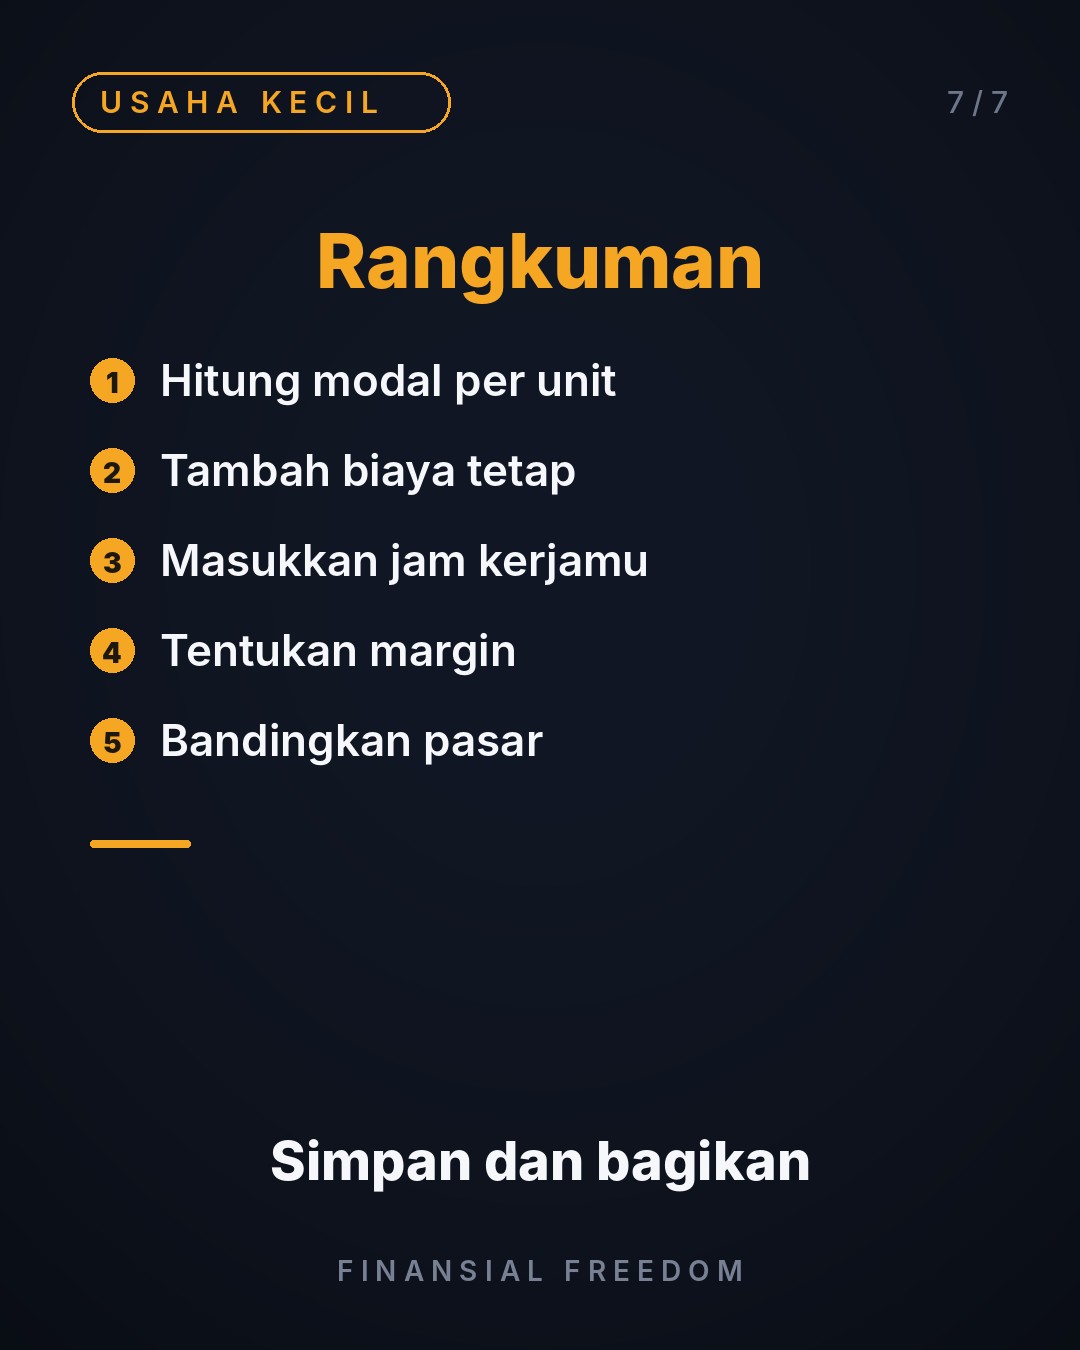 USAHA KECIL
7/7
Rangkuman
1 Hitung modal per unit
2 Tambah biaya tetap
3 Masukkan jam kerjamu
4 Tentukan margin
5 Bandingkan pasar
Simpan dan bagikan
FINANSIAL FREEDOM